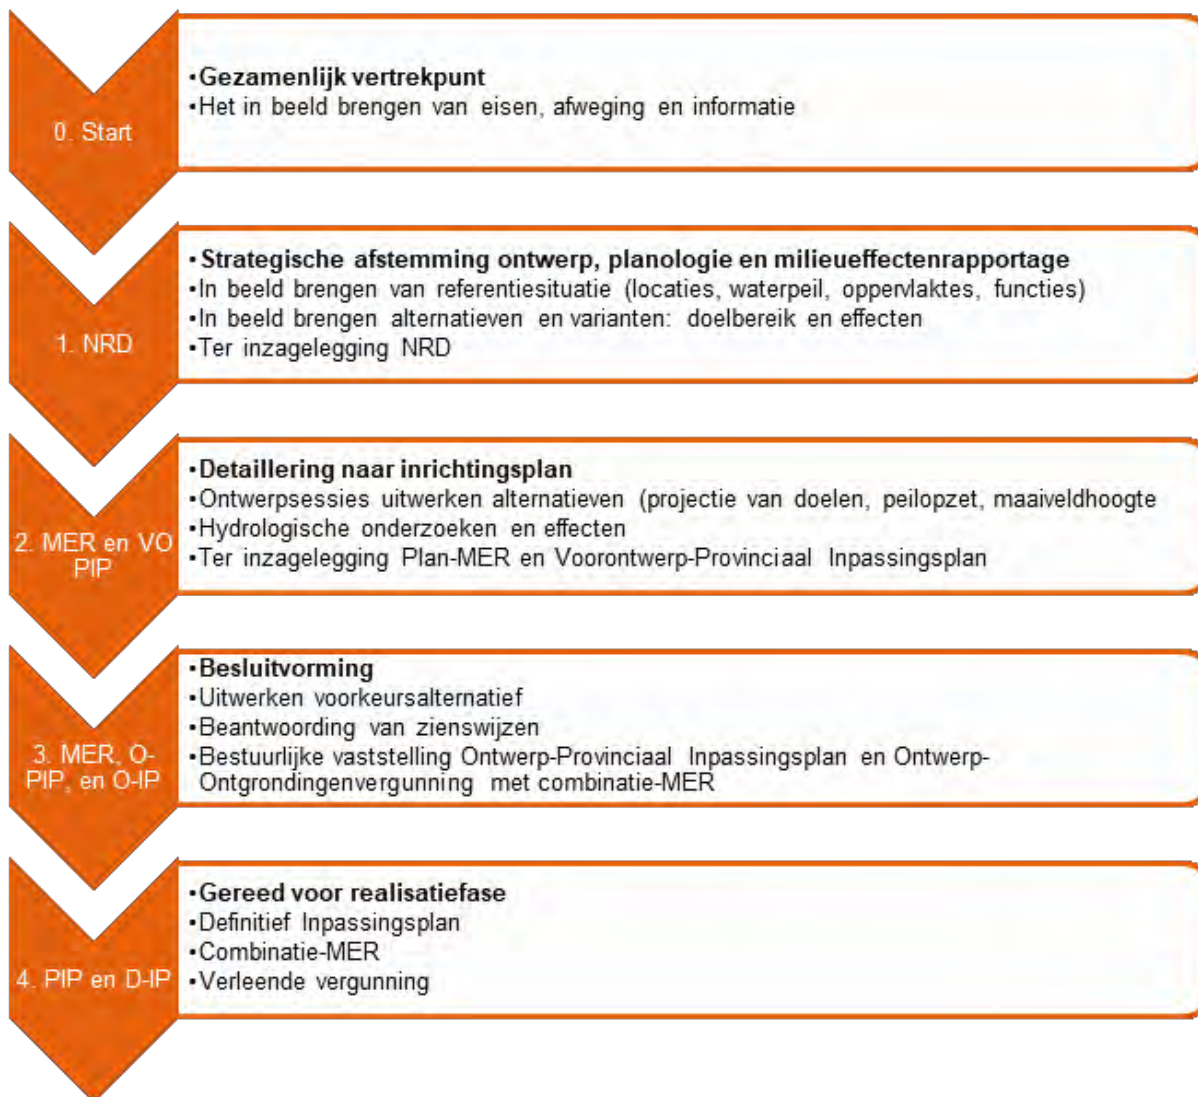 0. Start
•Gezamenlijk vertrekpunt
•Het in beeld brengen van eisen, afweging en informatie
1. NRD
•Strategische afstemming ontwerp, planologie en milieueffectenrapportage
•In beeld brengen van referentiesituatie (locaties, waterpeil, oppervlaktes, functies)
•In beeld brengen alternatieven en varianten: doelbereik en effecten
•Ter inzagelegging NRD
2. MER en VO
PIP
•Detaillering naar inrichtingsplan
•Ontwerpsessies uitwerken alternatieven (projectie van doelen, peilopzet, maaiveldhoogte
•Hydrologische onderzoeken en effecten
•Ter inzagelegging Plan-MER en Voorontwerp-Provinciaal Inpassingsplan
3. MER, O-
PIP, en O-IP
•Besluitvorming
•Uitwerken voorkeursalternatief
•Beantwoording van zienswijzen
•Bestuurlijke vaststelling Ontwerp-Provinciaal Inpassingsplan en Ontwerp-
Ontgrondingenvergunning met combinatie-MER
4. PIP en D-IP
•Gereed voor realisatiefase
•Definitief Inpassingsplan
•Combinatie-MER
•Verleende vergunning